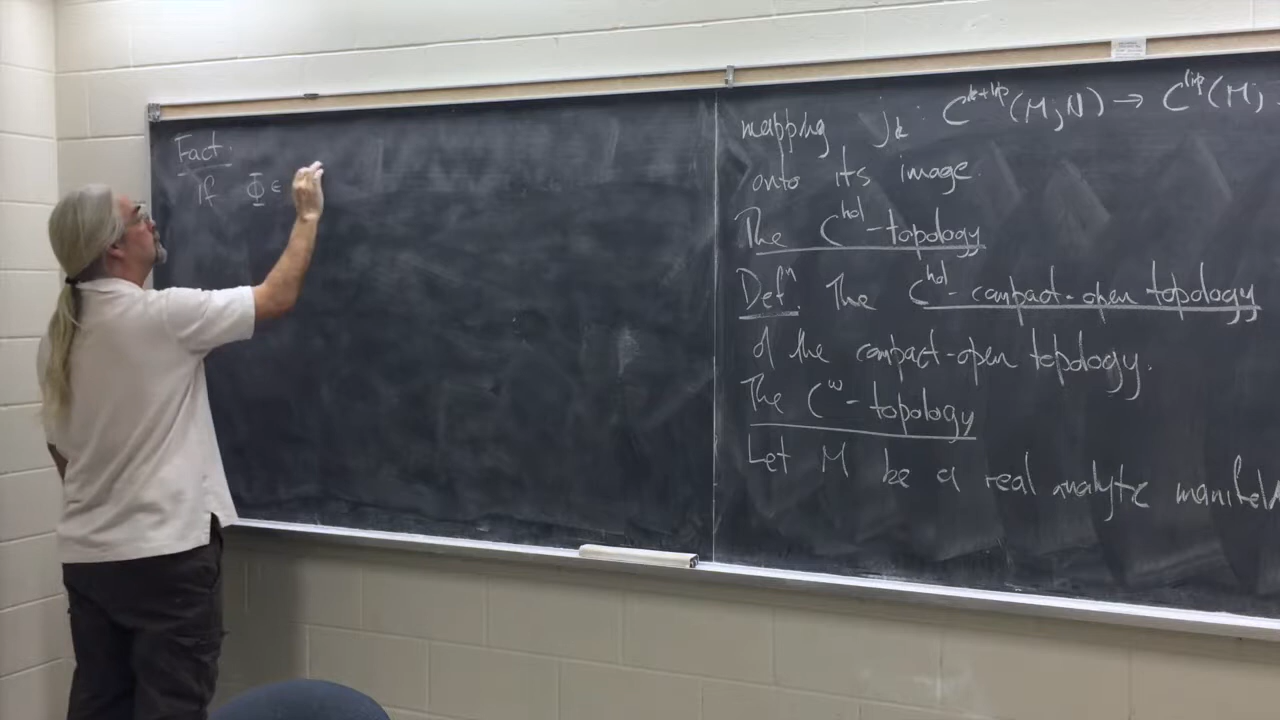 Fact:
If Φ ∈
mapping j_k : C^{k+lip}(M;N) → C^{lip}(M;
onto its image.
The C^{hol}-topology
Defⁿ. The C^{hol}-compact-open topology
of the compact-open topology.
The C^ω-topology
Let M be a real analytic manifold